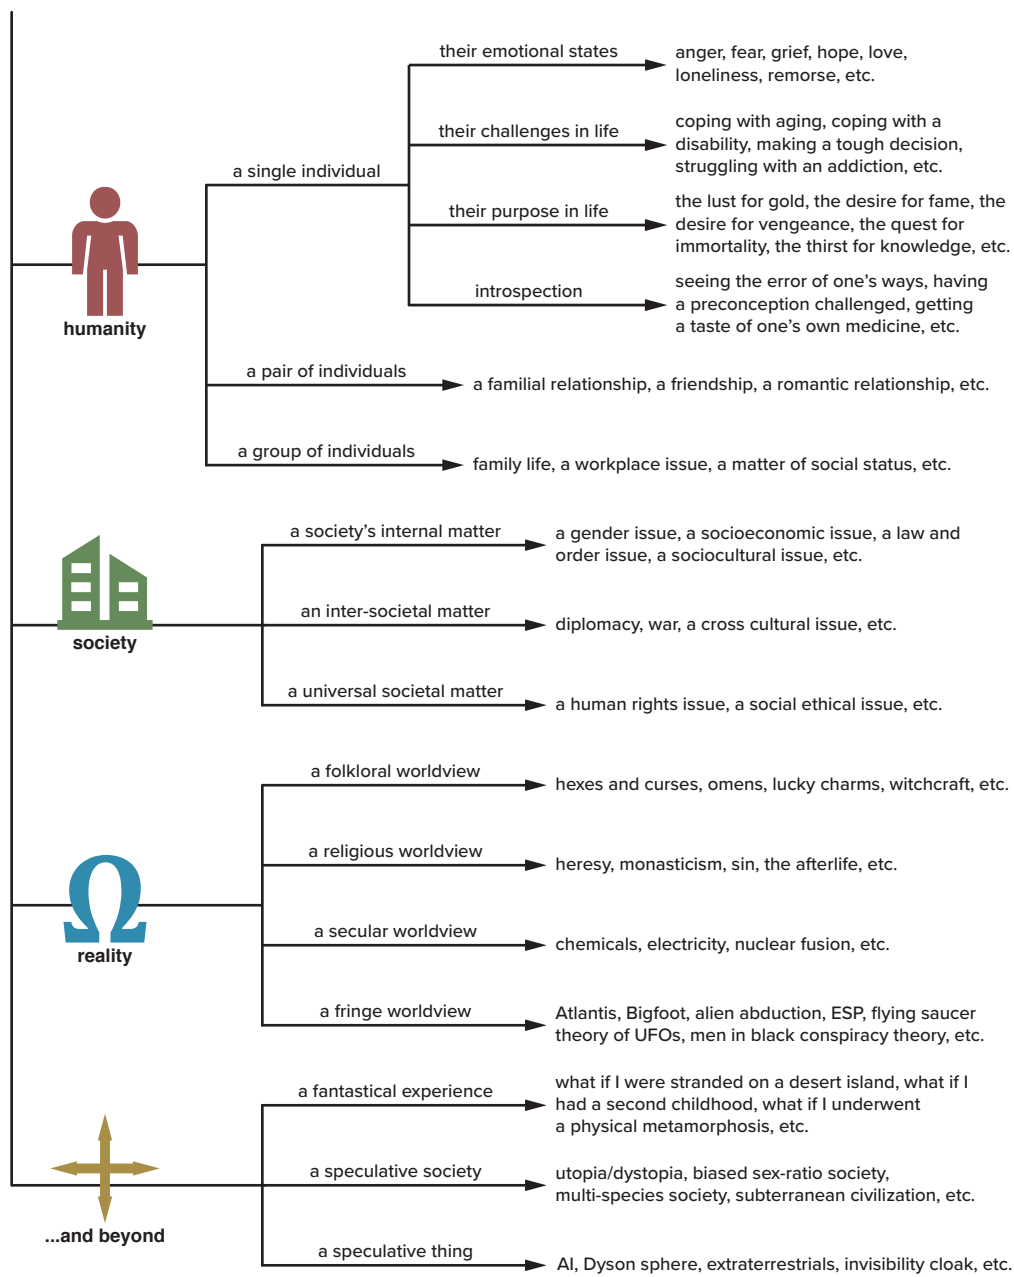 their emotional states
anger, fear, grief, hope, love,
loneliness, remorse, etc.
their challenges in life
coping with aging, coping with a
disability, making a tough decision,
struggling with an addiction, etc.
a single individual
their purpose in life
the lust for gold, the desire for fame, the
desire for vengeance, the quest for
immortality, the thirst for knowledge, etc.
introspection
seeing the error of one’s ways, having
a preconception challenged, getting
a taste of one’s own medicine, etc.
humanity
a pair of individuals
a familial relationship, a friendship, a romantic relationship, etc.
a group of individuals
family life, a workplace issue, a matter of social status, etc.
a society’s internal matter
a gender issue, a socioeconomic issue, a law and
order issue, a sociocultural issue, etc.
an inter-societal matter
diplomacy, war, a cross cultural issue, etc.
society
a universal societal matter
a human rights issue, a social ethical issue, etc.
a folkloral worldview
hexes and curses, omens, lucky charms, witchcraft, etc.
a religious worldview
heresy, monasticism, sin, the afterlife, etc.
Ω
reality
a secular worldview
chemicals, electricity, nuclear fusion, etc.
a fringe worldview
Atlantis, Bigfoot, alien abduction, ESP, flying saucer
theory of UFOs, men in black conspiracy theory, etc.
a fantastical experience
what if I were stranded on a desert island, what if I
had a second childhood, what if I underwent
a physical metamorphosis, etc.
a speculative society
utopia/dystopia, biased sex-ratio society,
multi-species society, subterranean civilization, etc.
...and beyond
a speculative thing
AI, Dyson sphere, extraterrestrials, invisibility cloak, etc.